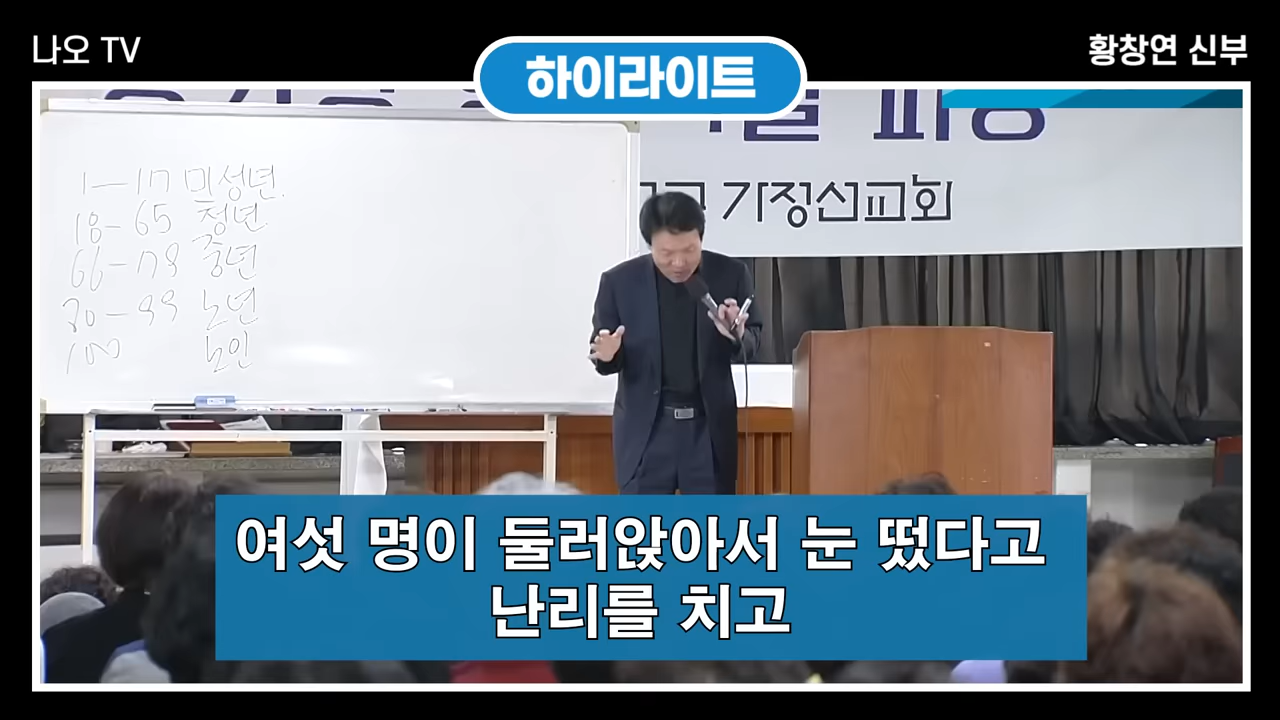 나오 TV
하이라이트
황창연 신부
가정선교회
1-17 미성년
18-65 청년
66-79 중년
80-99 노년
100 노인
여섯 명이 둘러앉아서 눈 떴다고
난리를 치고